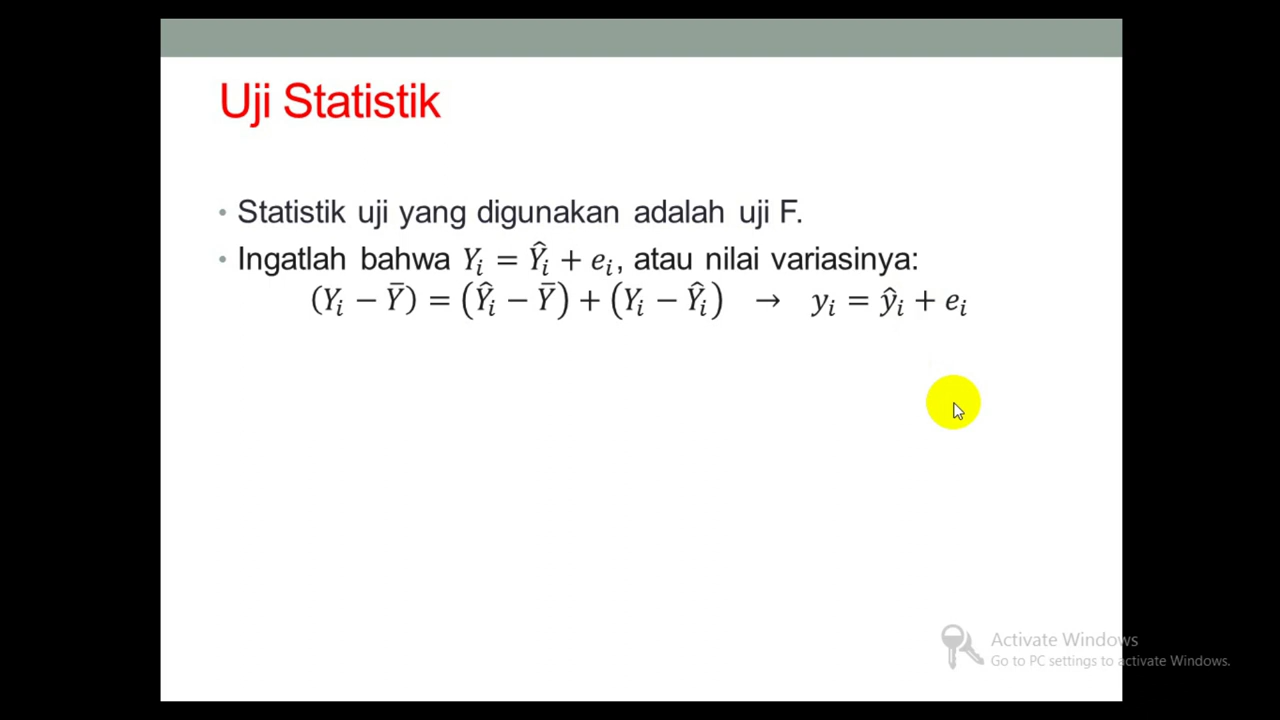 Uji Statistik
• Statistik uji yang digunakan adalah uji F.
• Ingatlah bahwa Yᵢ = Ŷᵢ + eᵢ, atau nilai variasinya:
(Yᵢ − Ȳ) = (Ŷᵢ − Ȳ) + (Yᵢ − Ŷᵢ) → yᵢ = ŷᵢ + eᵢ
Activate Windows
Go to PC settings to activate Windows.